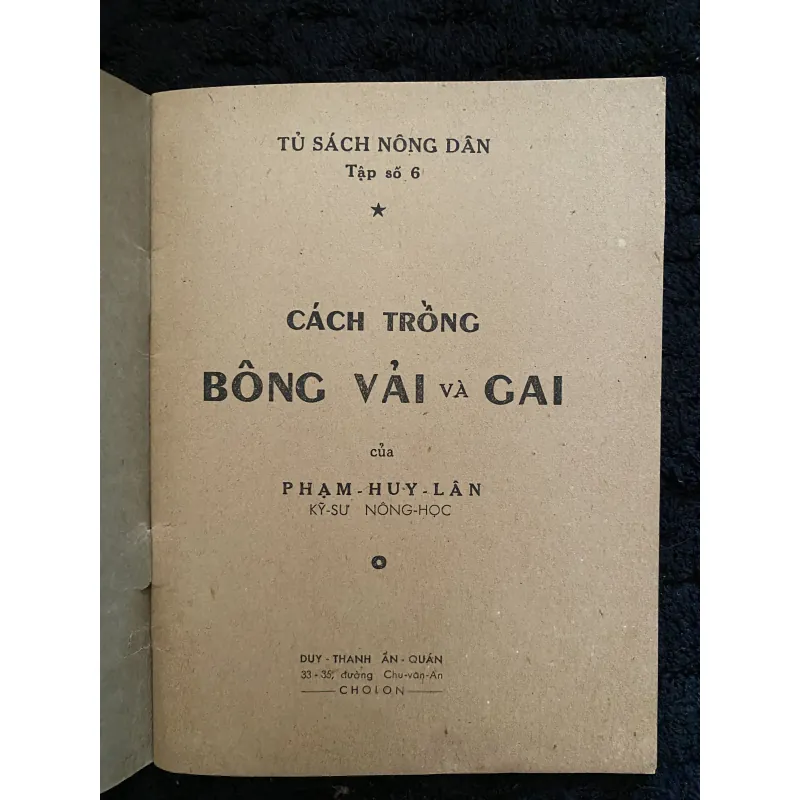 TỦ SÁCH NÔNG DÂN
Tập số 6
CÁCH TRỒNG
BÔNG VẢI VÀ GAI
của
PHẠM-HUY-LÂN
KỸ-SƯ NÔNG-HỌC
DUY-THANH ẤN-QUÁN
33-35, đường Chu-văn-An
CHOLON